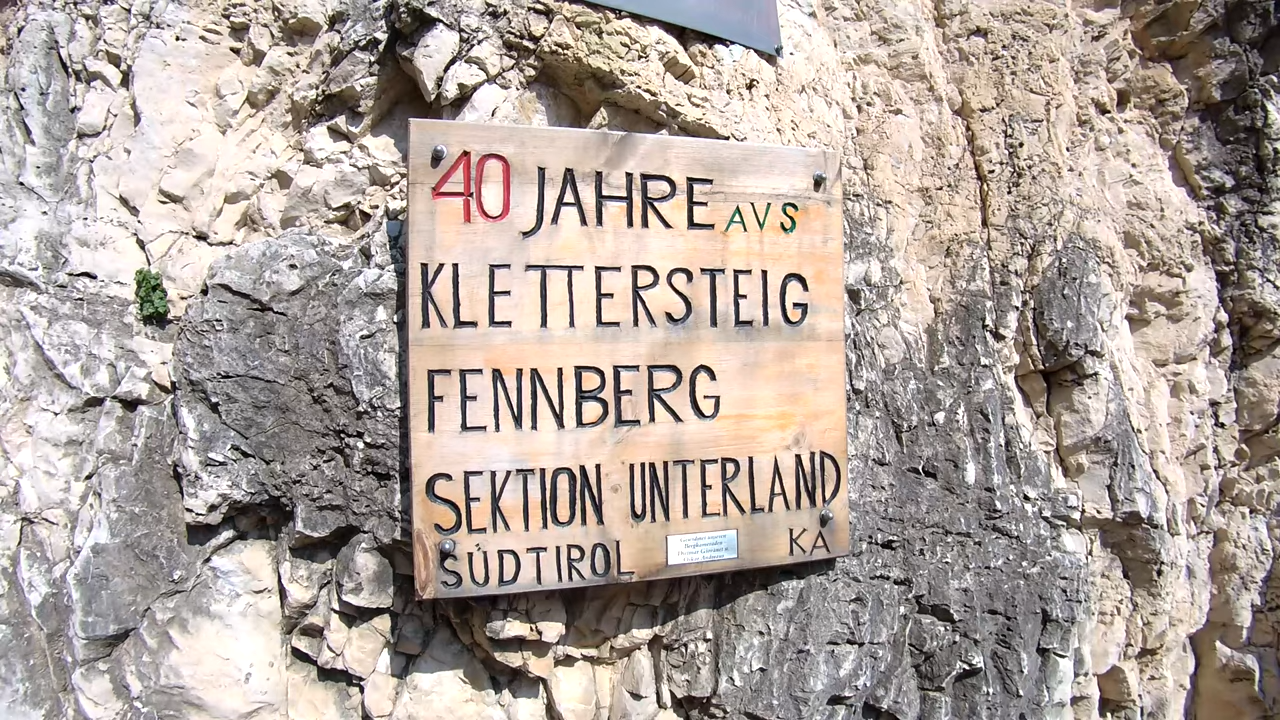 40 JAHRE AVS
KLETTERSTEIG
FENNBERG
SEKTION UNTERLAND
SÜDTIROL
KA